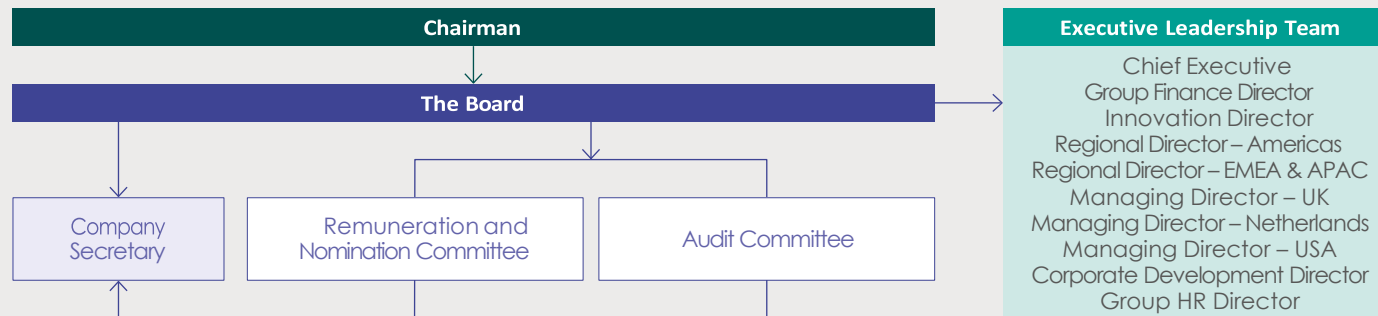 Chairman
The Board
Company
Secretary
Remuneration and
Nomination Committee
Audit Committee
Executive Leadership Team
Chief Executive
Group Finance Director
Innovation Director
Regional Director – Americas
Regional Director – EMEA & APAC
Managing Director – UK
Managing Director – Netherlands
Managing Director – USA
Corporate Development Director
Group HR Director